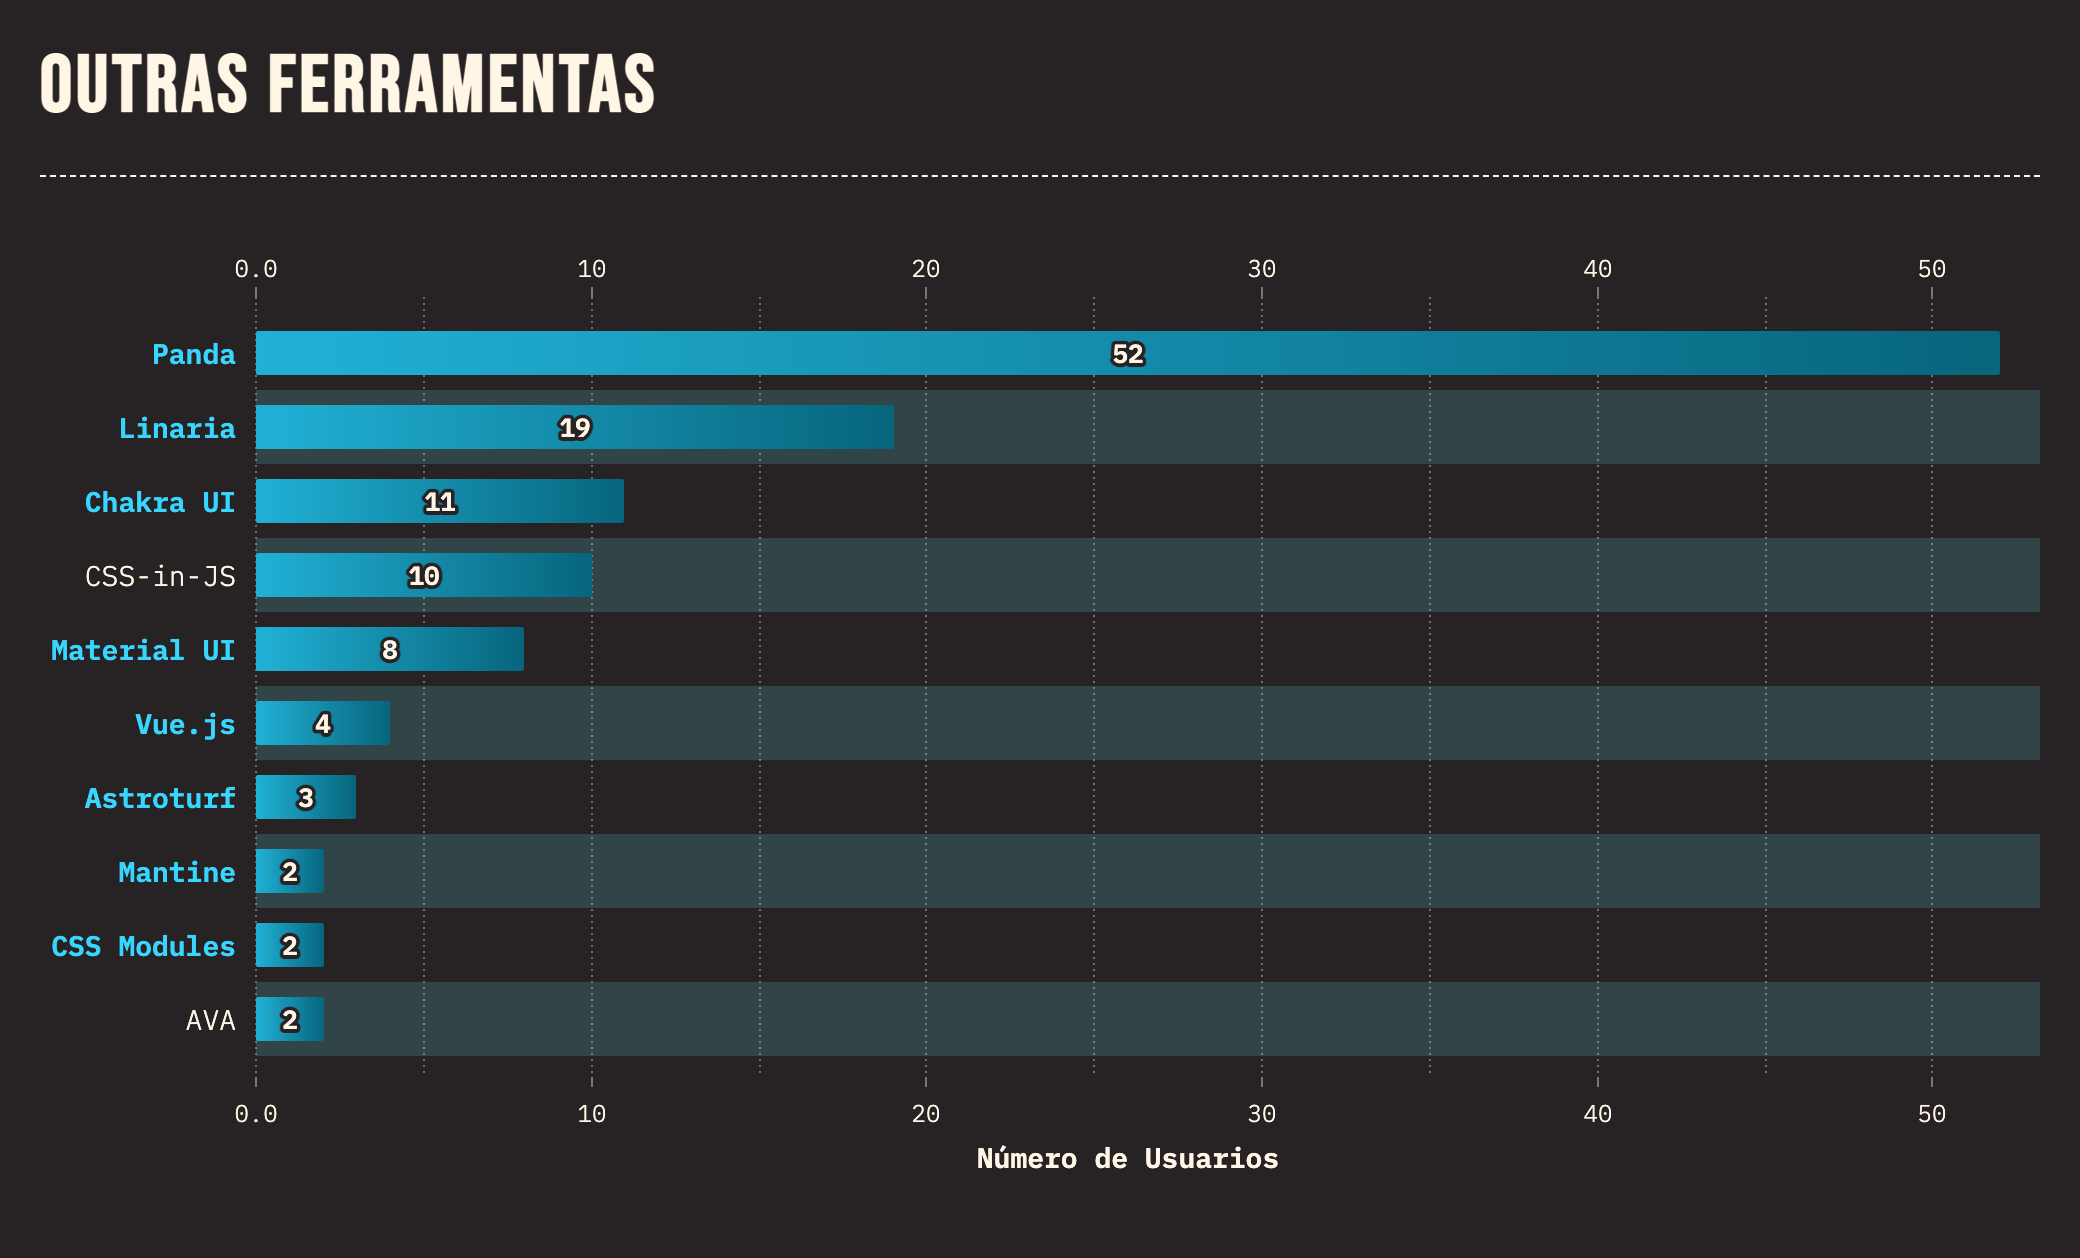 OUTRAS FERRAMENTAS
0.0 10 20 30 40 50
Panda 52
Linaria 19
Chakra UI 11
CSS-in-JS 10
Material UI 8
Vue.js 4
Astroturf 3
Mantine 2
CSS Modules 2
AVA 2
0.0 10 20 30 40 50
Número de Usuarios